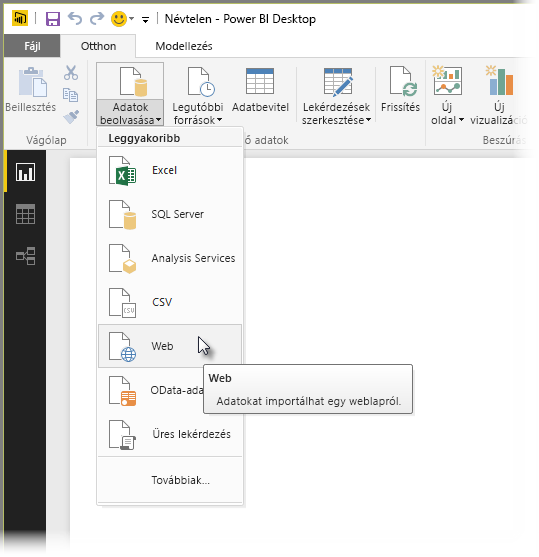 Névtelen - Power BI Desktop
Fájl Otthon Modellezés
Beillesztés
Adatok beolvasása
Legutóbbi források
Adatbevitel
Lekérdezések szerkesztése
Frissítés
Új oldal
Új vizualizáció
Vágólap
ő adatok
Beszúrás
Leggyakoribb
Excel
SQL Server
Analysis Services
CSV
Web
OData-ada
Web
Adatokat importálhat egy weblapról.
Üres lekérdezés
Továbbiak...